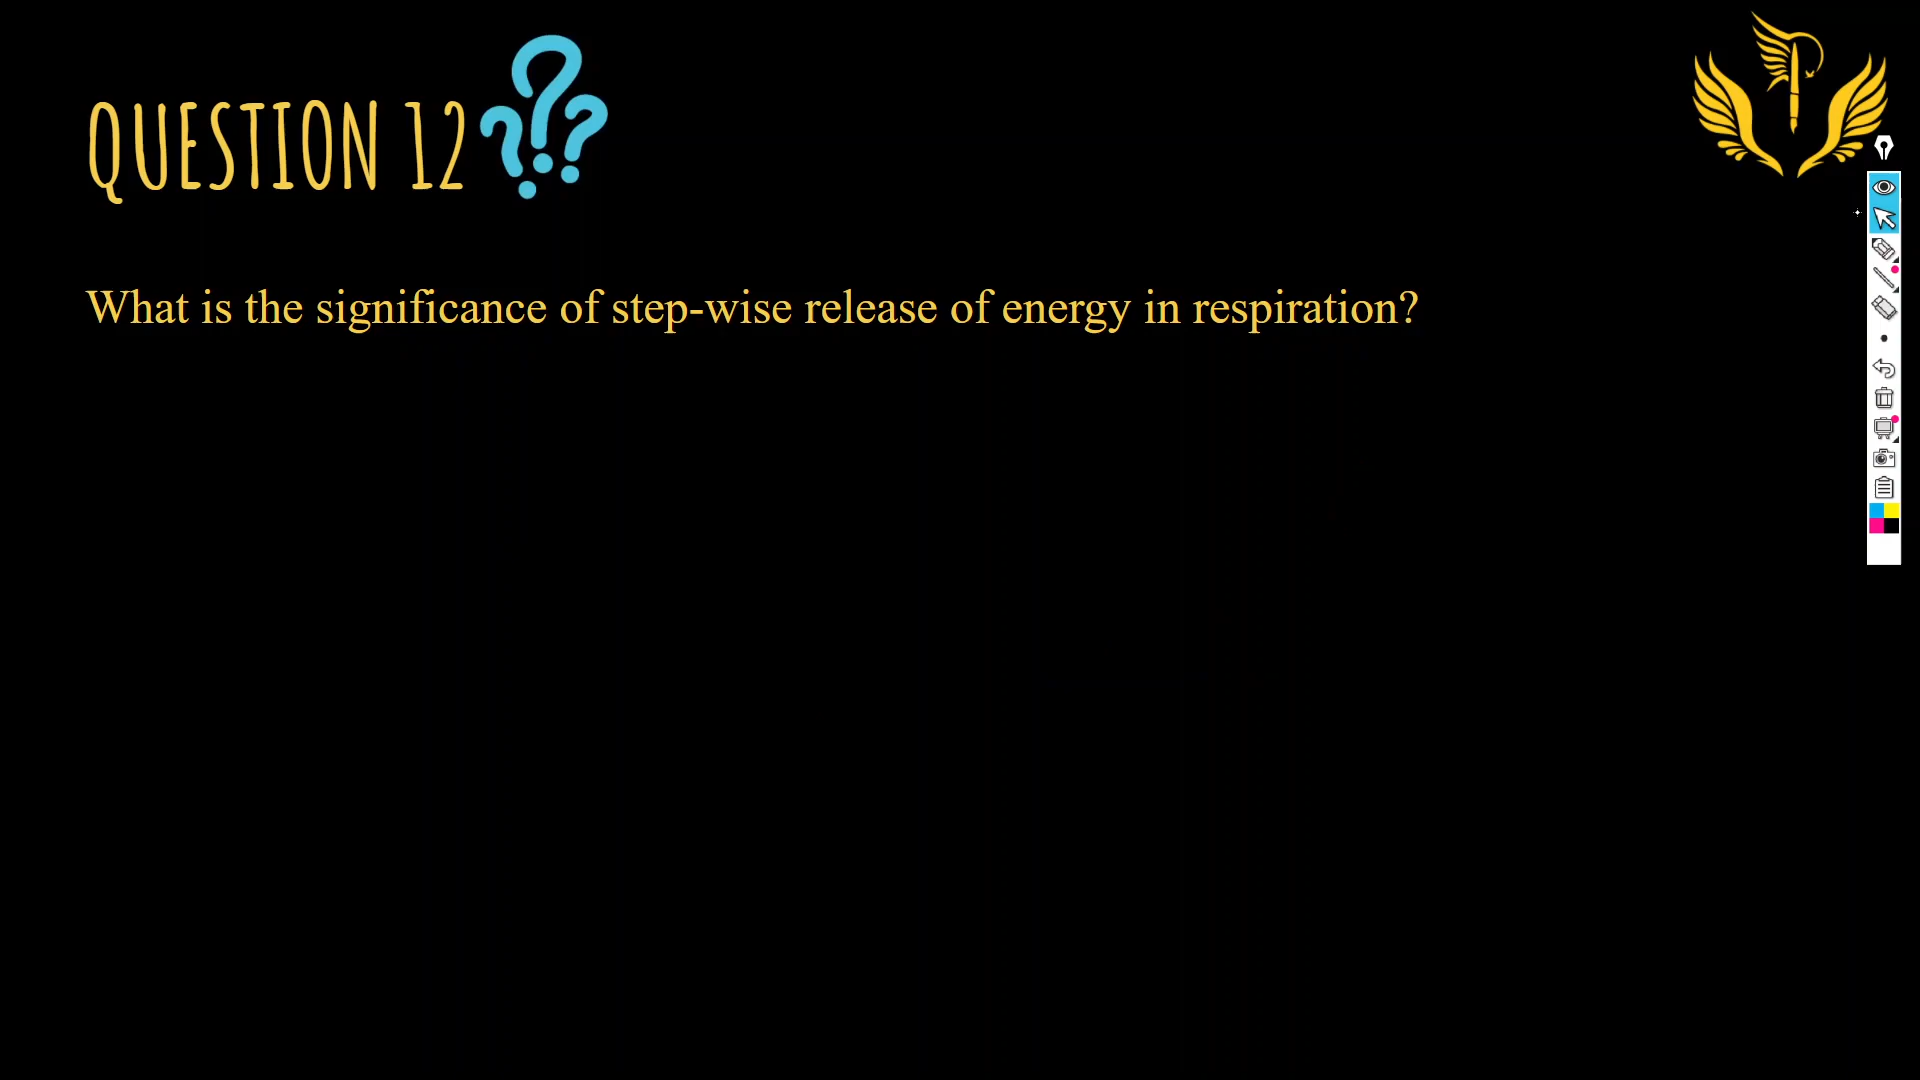 QUESTION 12
What is the significance of step-wise release of energy in respiration?